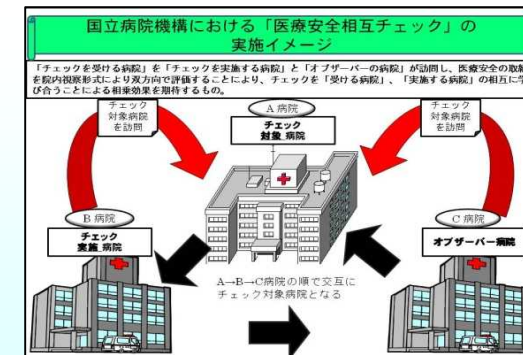 国立病院機構における「医療安全相互チェック」の
実施イメージ
「チェックを受ける病院」を「チェックを実施する病院」と「オブザーバーの病院」が訪問し、医療安全の取
を院内視察形式により双方向で評価することにより、チェックを「受ける病院」、「実施する病院」の相互に
び合うことによる相乗効果を期待するもの。
A 病院
チェック
対象 病院
チェック
対象病院
を訪問
チェック
対象病院
を訪問
B 病院
チェック
実施 病院
C 病院
オブザーバー病院
A→B→C病院の順で交互に
チェック対象病院となる